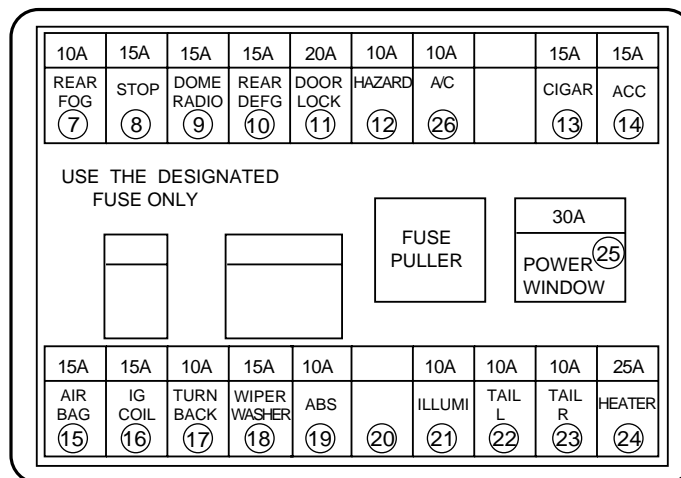 10A 15A 15A 15A 20A 10A 10A 15A 15A
REAR FOG 7
STOP 8
DOME RADIO 9
REAR DEFG 10
DOOR LOCK 11
HAZARD 12
A/C 26
CIGAR 13
ACC 14
USE THE DESIGNATED
FUSE ONLY
FUSE
PULLER
30A
POWER 25
WINDOW
15A 15A 10A 15A 10A 10A 10A 10A 25A
AIR BAG 15
IG COIL 16
TURN BACK 17
WIPER WASHER 18
ABS 19
20
ILLUMI 21
TAIL L 22
TAIL R 23
HEATER 24